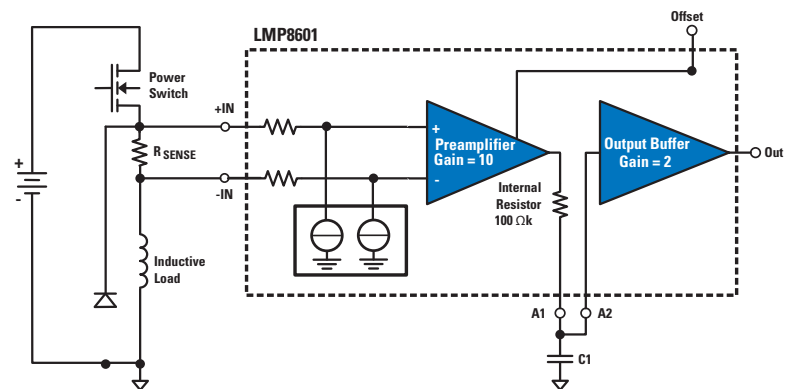 Offset
LMP8601
Power
Switch
+IN
+
R SENSE
+
Preamplifier
Gain = 10
Output Buffer
Gain = 2
Out
-
-
-IN
Internal
Resistor
100 Ωk
Inductive
Load
A1
A2
C1